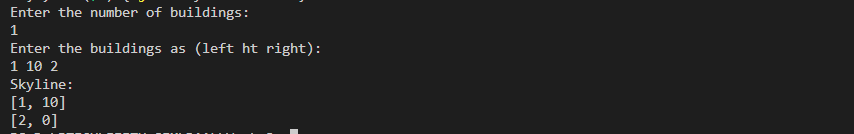 Enter the number of buildings:
1
Enter the buildings as (left ht right):
1 10 2
Skyline:
[1, 10]
[2, 0]